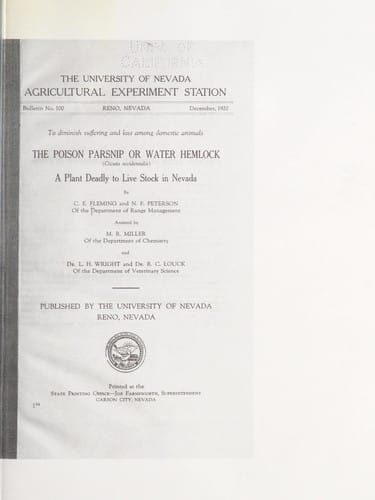 UNIV. OF
CALIFORNIA
THE UNIVERSITY OF NEVADA
AGRICULTURAL EXPERIMENT STATION
Bulletin No. 100 RENO, NEVADA December, 1920
To diminish suffering and loss among domestic animals
THE POISON PARSNIP OR WATER HEMLOCK
(Cicuta occidentalis)
A Plant Deadly to Live Stock in Nevada
By
C. E. FLEMING and N. F. PETERSON
Of the Department of Range Management
Assisted by
M. R. MILLER
Of the Department of Chemistry
and
DR. L. H. WRIGHT and DR. R. C. LOUCK
Of the Department of Veterinary Science
PUBLISHED BY THE UNIVERSITY OF NEVADA
RENO, NEVADA
Printed at the
STATE PRINTING OFFICE—JOE FARNSWORTH, SUPERINTENDENT
CARSON CITY, NEVADA